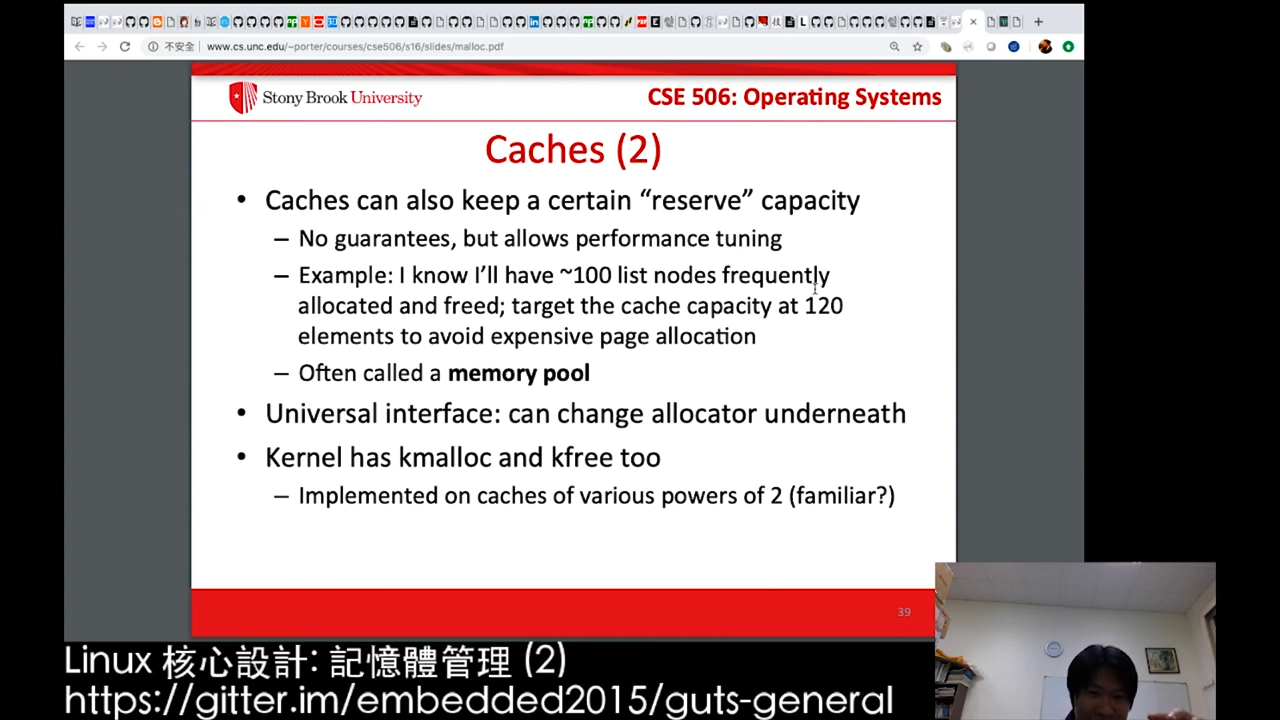 不安全
www.cs.unc.edu/~porter/courses/cse506/s16/slides/malloc.pdf
Stony Brook University
CSE 506: Operating Systems
Caches (2)
• Caches can also keep a certain “reserve” capacity
– No guarantees, but allows performance tuning
– Example: I know I’ll have ~100 list nodes frequently
allocated and freed; target the cache capacity at 120
elements to avoid expensive page allocation
– Often called a memory pool
• Universal interface: can change allocator underneath
• Kernel has kmalloc and kfree too
– Implemented on caches of various powers of 2 (familiar?)
39
Linux 核心設計: 記憶體管理 (2)
https://gitter.im/embedded2015/guts-general